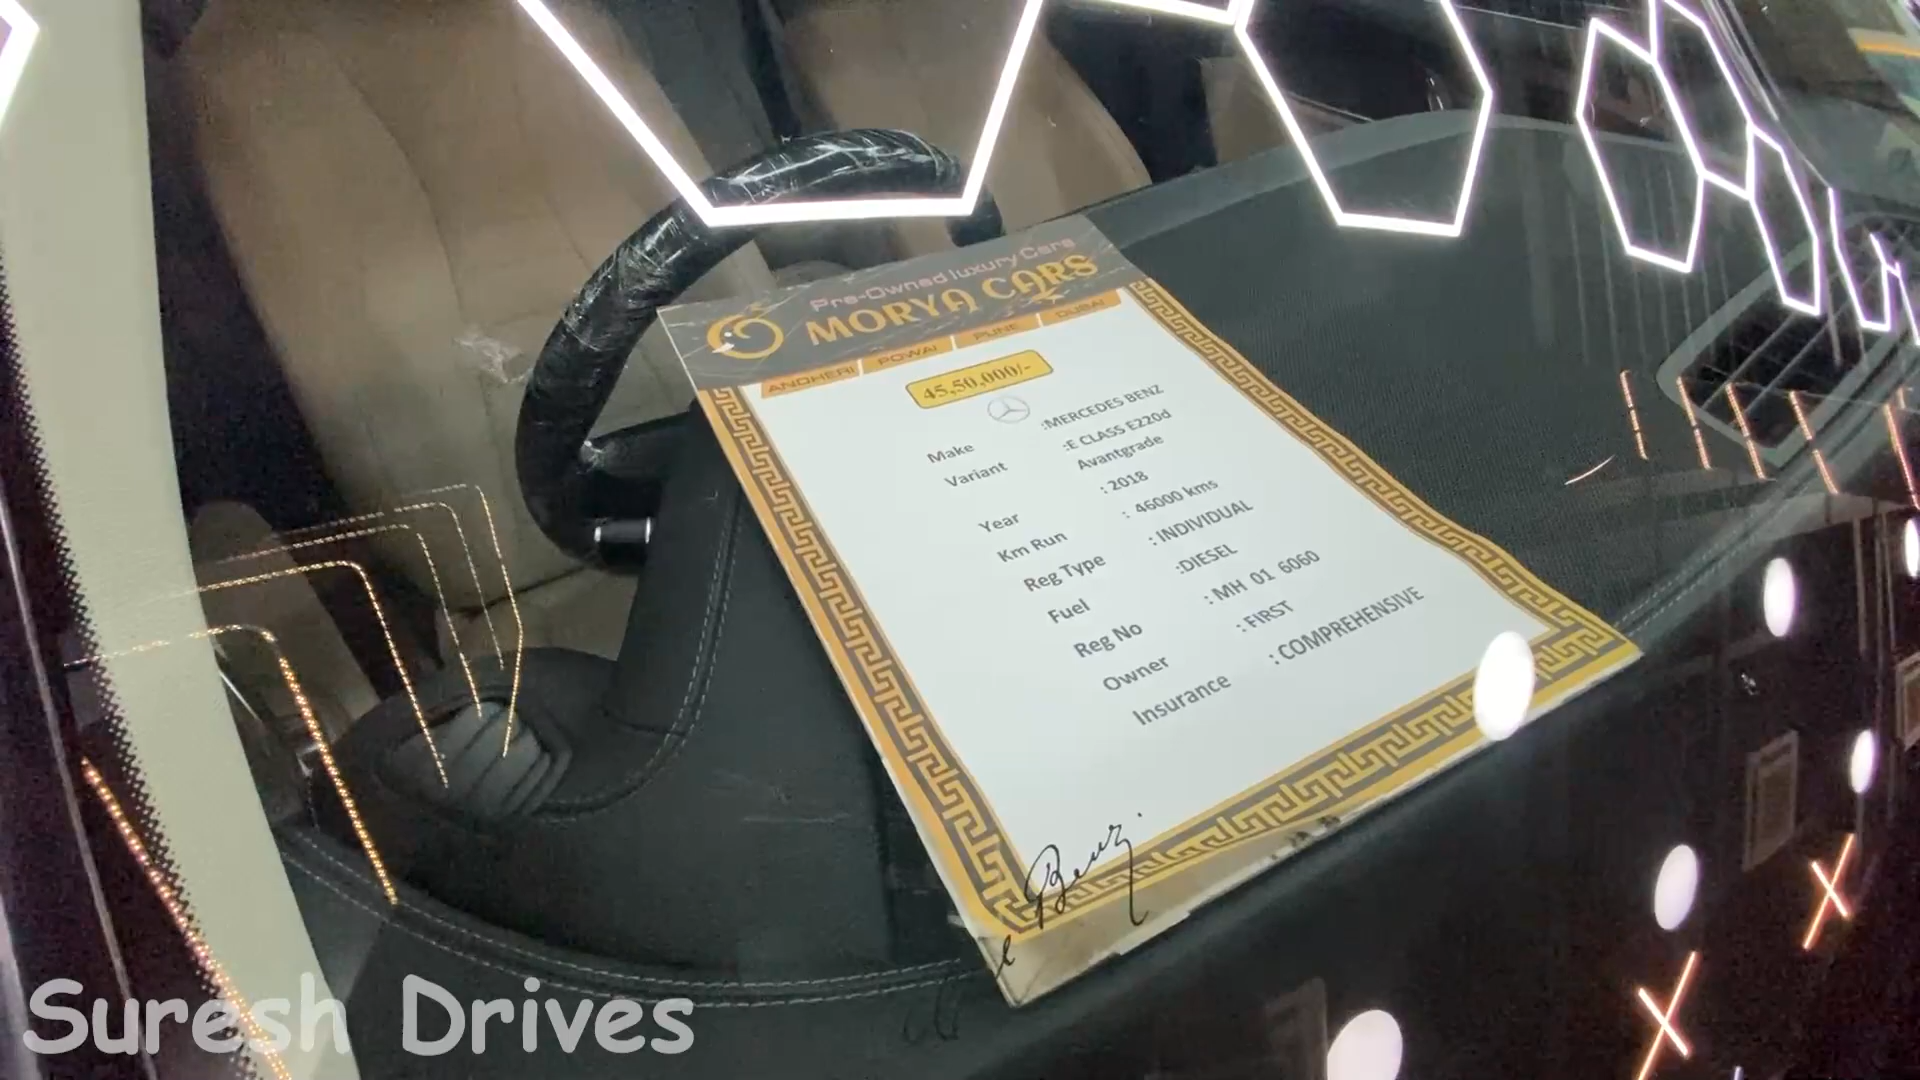 Pre-Owned luxury Cars
MORYA CARS
ANDHERI POWAI PUNE DUBAI
45,50,000/-
Make :MERCEDES BENZ
Variant :E CLASS E220d
Avantgrade
Year : 2018
Km Run : 46000 kms
Reg Type : INDIVIDUAL
Fuel :DIESEL
Reg No : MH 01 6060
Owner : FIRST
Insurance : COMPREHENSIVE
Benz
Suresh Drives